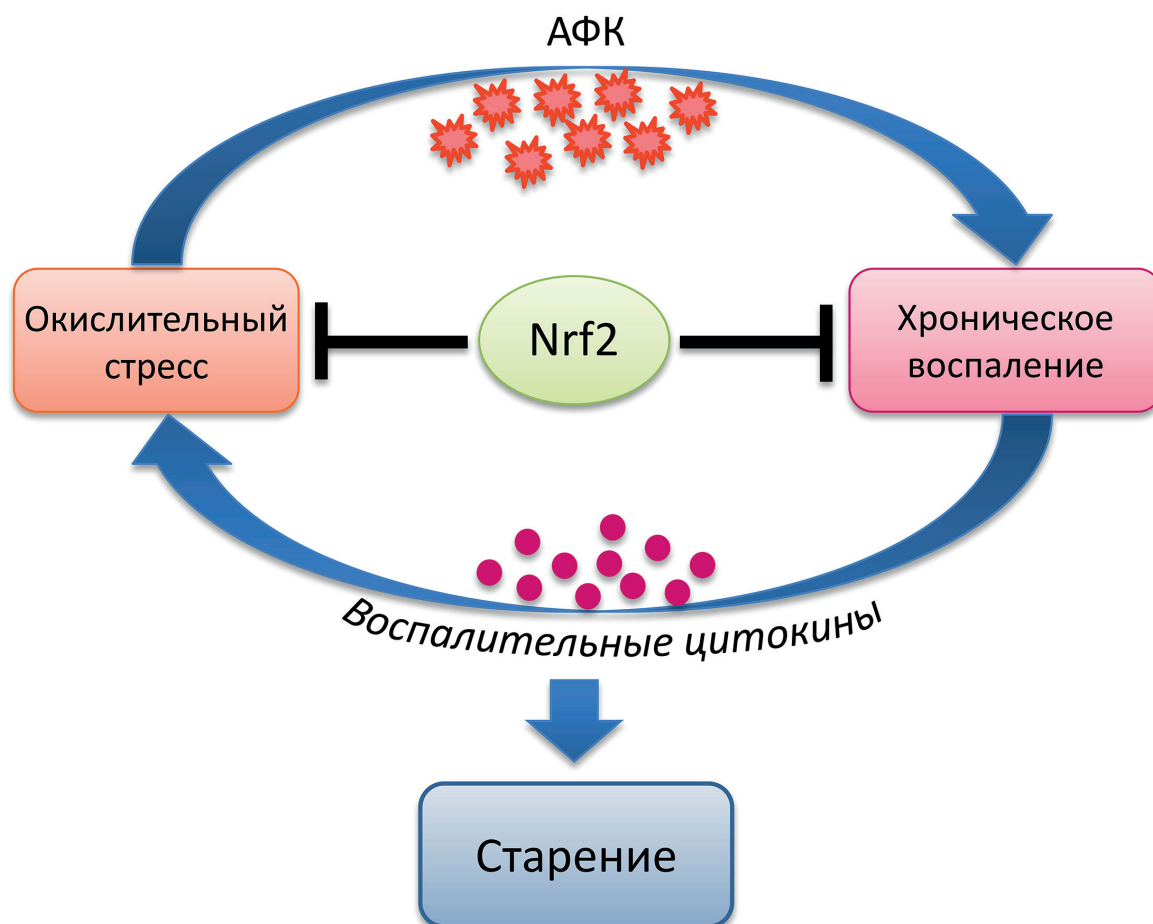 АФК
Окислительный
стресс
Nrf2
Хроническое
воспаление
Воспалительные цитокины
Старение